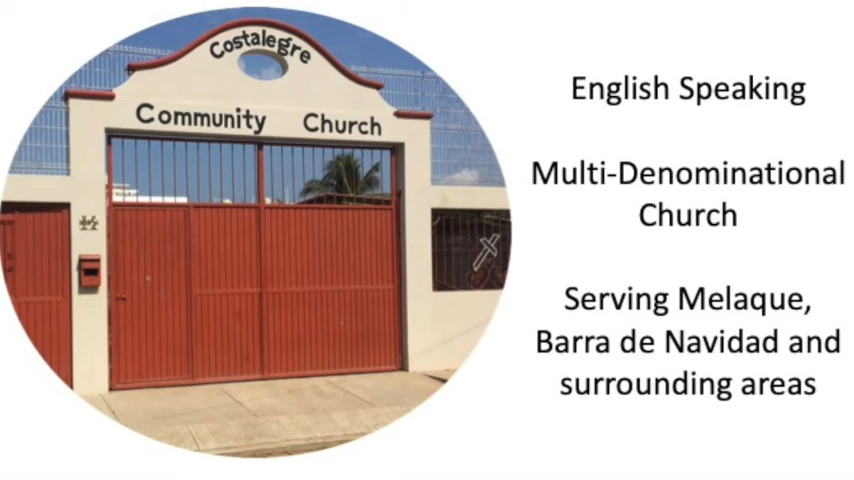 Costalegre
Community Church
English Speaking
Multi-Denominational
Church
Serving Melaque,
Barra de Navidad and
surrounding areas